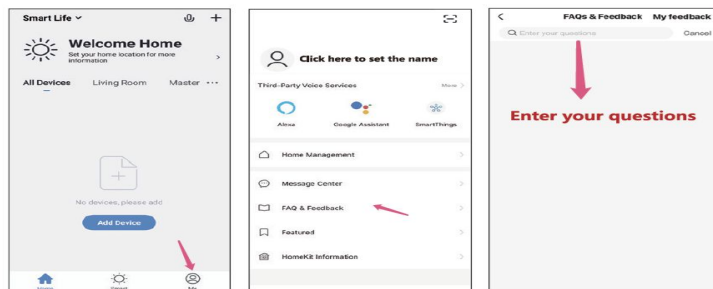 Smart Life
Welcome Home
Set your home location for more
information
All Devices Living Room Master ...
No devices, please add
Add Device
Home Smart My
Click here to set the name
Third-Party Voice Services More
Alexa Google Assistant SmartThings
Home Management
Message Center
FAQ & Feedback
Featured
HomeKit Information
FAQs & Feedback My feedback
Enter your questions Cancel
Enter your questions